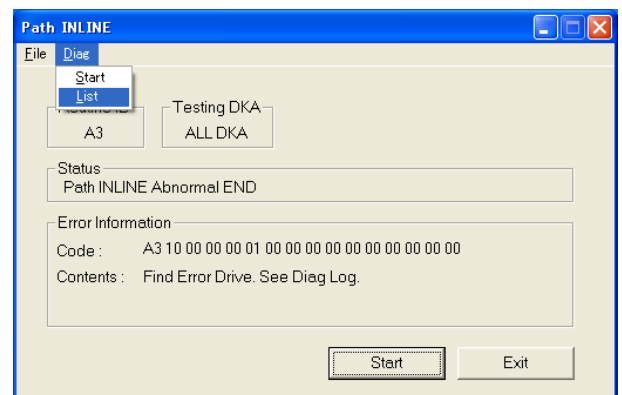 Path INLINE
File Diag
Start
List
Testing DKA
A3
ALL DKA
Status
Path INLINE Abnormal END
Error Information
Code : A3 10 00 00 00 01 00 00 00 00 00 00 00 00 00 00
Contents : Find Error Drive. See Diag Log.
Start Exit